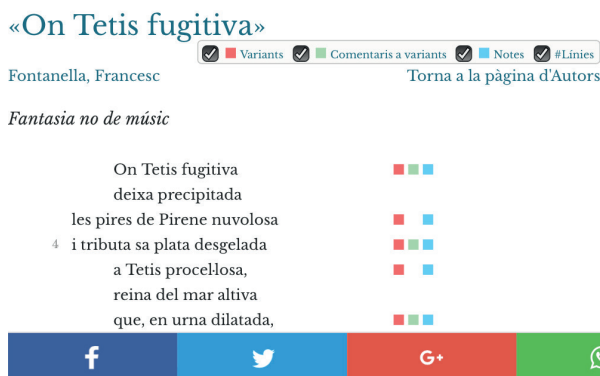 «On Tetis fugitiva»
Variants Comentaris a variants Notes #Línies
Fontanella, Francesc Torna a la pàgina d'Autors
Fantasia no de músic
On Tetis fugitiva
deixa precipitada
les pires de Pirene nuvolosa
4 i tributa sa plata desgelada
a Tetis procel·losa,
reina del mar altiva
que, en urna dilatada,
f G+